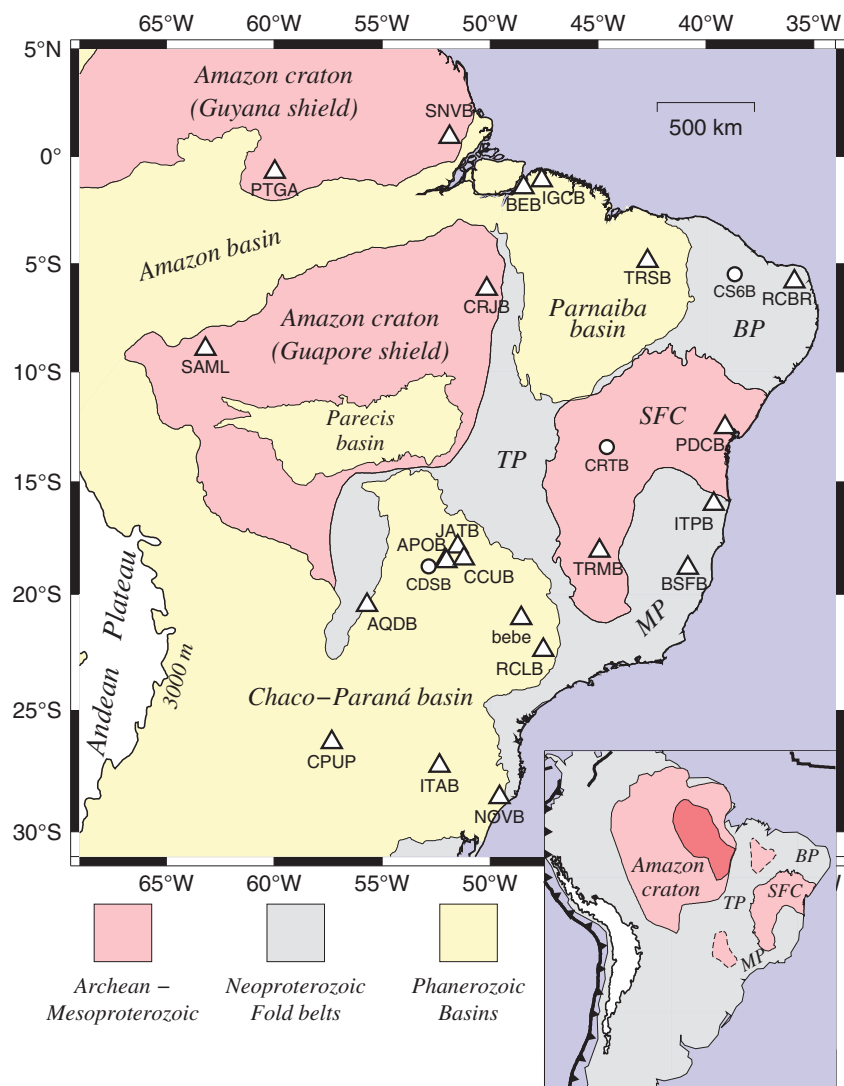 65°W 60°W 55°W 50°W 45°W 40°W 35°W
5°N
0°
5°S
10°S
15°S
20°S
25°S
30°S
Amazon craton
(Guyana shield)
SNVB
500 km
PTGA
BEB
IGCB
Amazon basin
TRSB
CS6B
RCBR
CRJB
Parnaiba
basin
BP
Amazon craton
(Guapore shield)
SAML
Parecis
basin
SFC
PDCB
CRTB
TP
ITPB
JATB
APOB
CCUB
CDSB
TRMB
BSFB
AQDB
bebe
MP
RCLB
Andean Plateau
3000 m
Chaco−Paraná basin
CPUP
ITAB
NOVB
65°W 60°W 55°W 50°W
W
Amazon
craton
BP
SFC
TP
MP
Archean −
Mesoproterozoic
Neoproterozoic
Fold belts
Phanerozoic
Basins